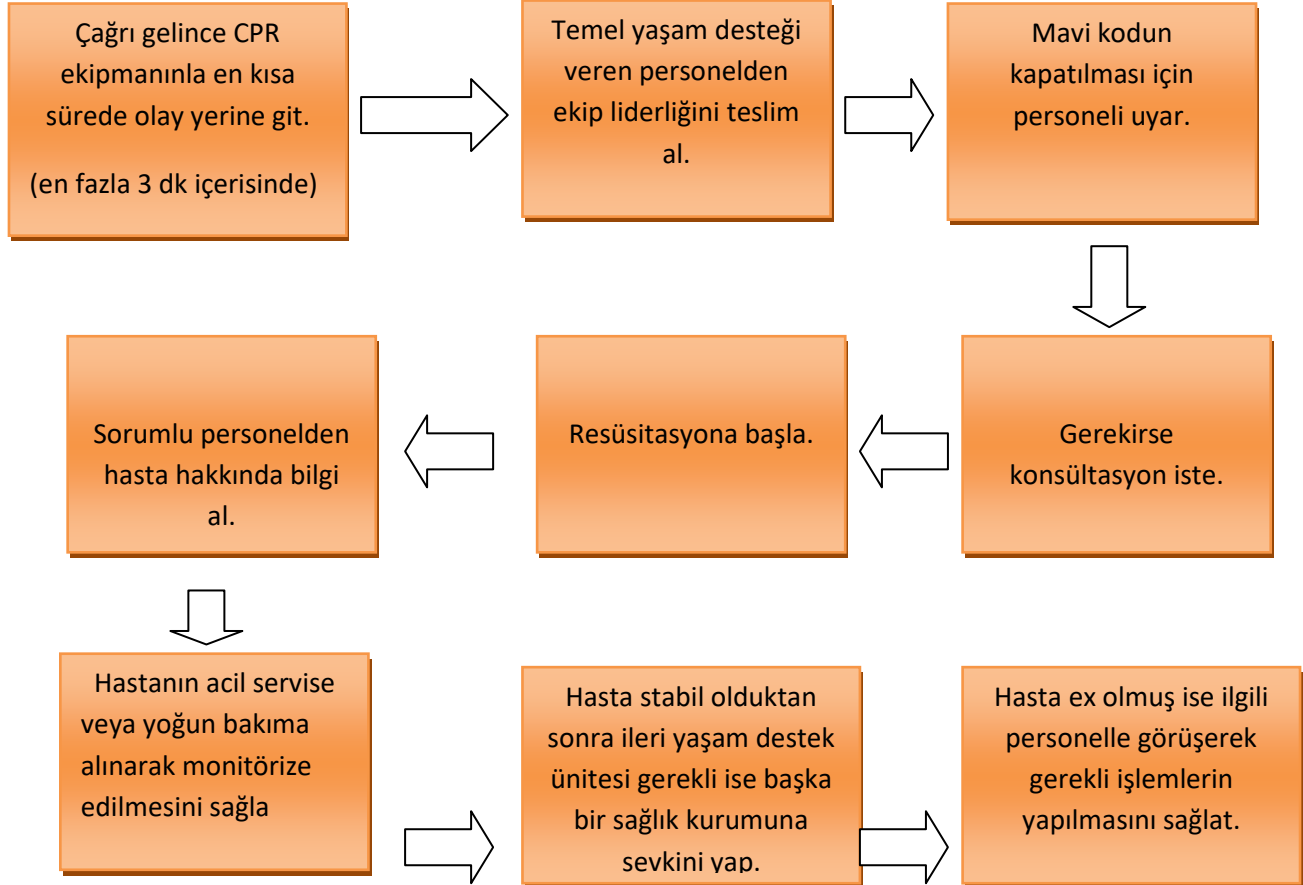 Çağrı gelince CPR
ekipmanınla en kısa
sürede olay yerine git.
(en fazla 3 dk içerisinde)
Temel yaşam desteği
veren personelden
ekip liderliğini teslim
al.
Mavi kodun
kapatılması için
personeli uyar.
Gerekirse
konsültasyon iste.
Resüsitasyona başla.
Sorumlu personelden
hasta hakkında bilgi
al.
Hastanın acil servise
veya yoğun bakıma
alınarak monitörize
edilmesini sağla
Hasta stabil olduktan
sonra ileri yaşam destek
ünitesi gerekli ise başka
bir sağlık kurumuna
sevkini yap.
Hasta ex olmuş ise ilgili
personelle görüşerek
gerekli işlemlerin
yapılmasını sağlat.